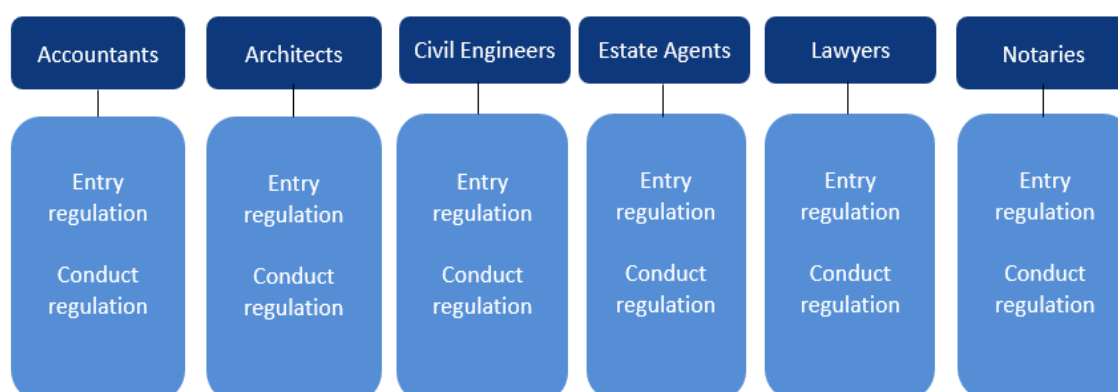 Accountants
Architects
Civil Engineers
Estate Agents
Lawyers
Notaries
Entry
regulation
Conduct
regulation
Entry
regulation
Conduct
regulation
Entry
regulation
Conduct
regulation
Entry
regulation
Conduct
regulation
Entry
regulation
Conduct
regulation
Entry
regulation
Conduct
regulation